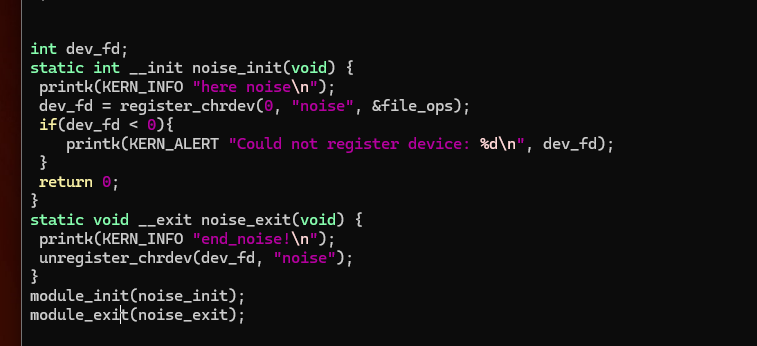 int dev_fd;
static int __init noise_init(void) {
 printk(KERN_INFO "here noise\n");
 dev_fd = register_chrdev(0, "noise", &file_ops);
 if(dev_fd < 0){
    printk(KERN_ALERT "Could not register device: %d\n", dev_fd);
 }
 return 0;
}
static void __exit noise_exit(void) {
 printk(KERN_INFO "end_noise!\n");
 unregister_chrdev(dev_fd, "noise");
}
module_init(noise_init);
module_exit(noise_exit);